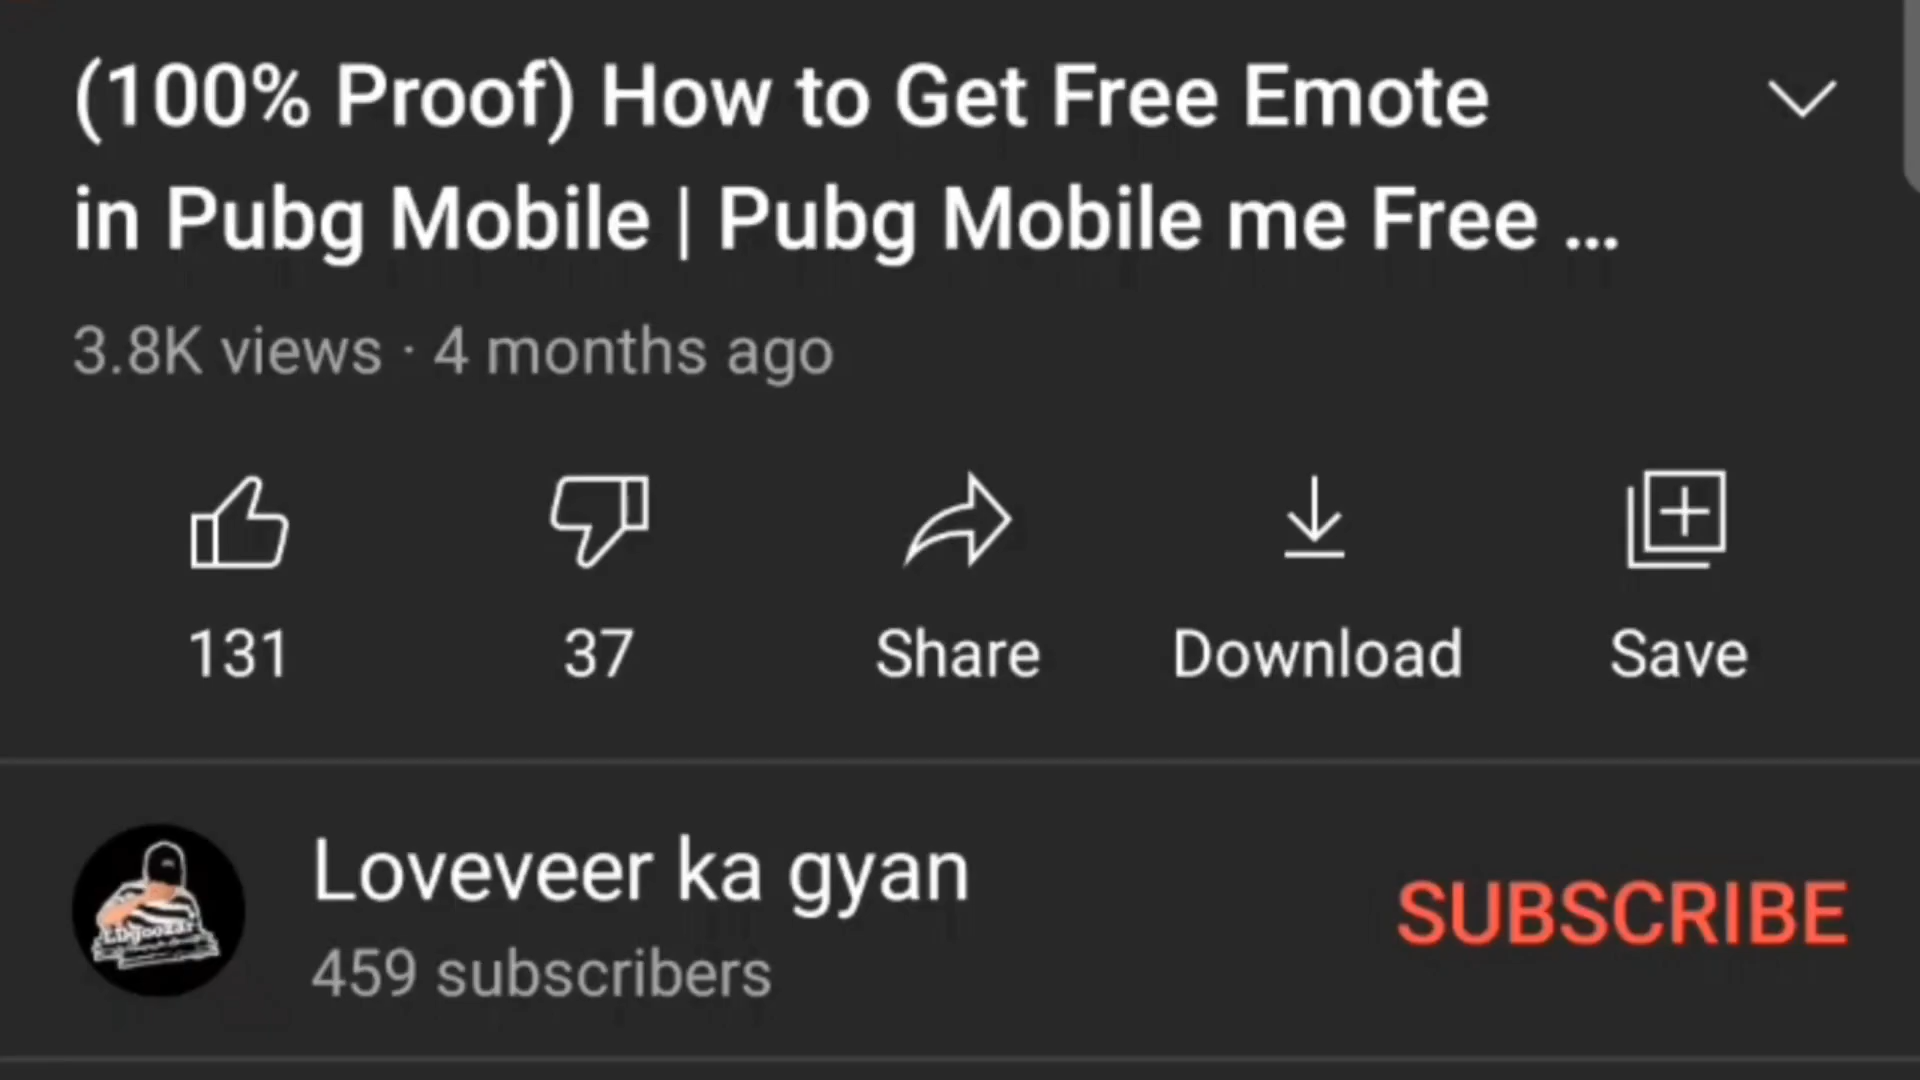 (100% Proof) How to Get Free Emote
in Pubg Mobile | Pubg Mobile me Free ...
3.8K views · 4 months ago
131
37
Share
Download
Save
Loveveer ka gyan
459 subscribers
SUBSCRIBE